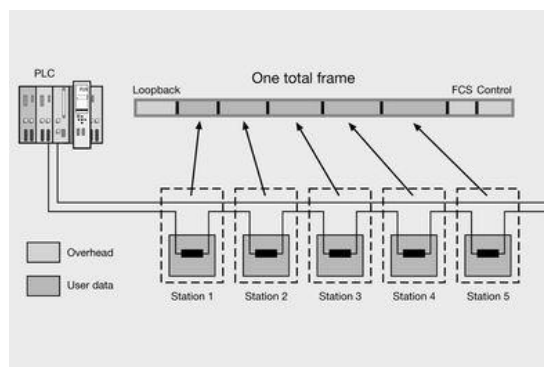 PLC
One total frame
Loopback
FCS Control
Overhead
User data
Station 1
Station 2
Station 3
Station 4
Station 5